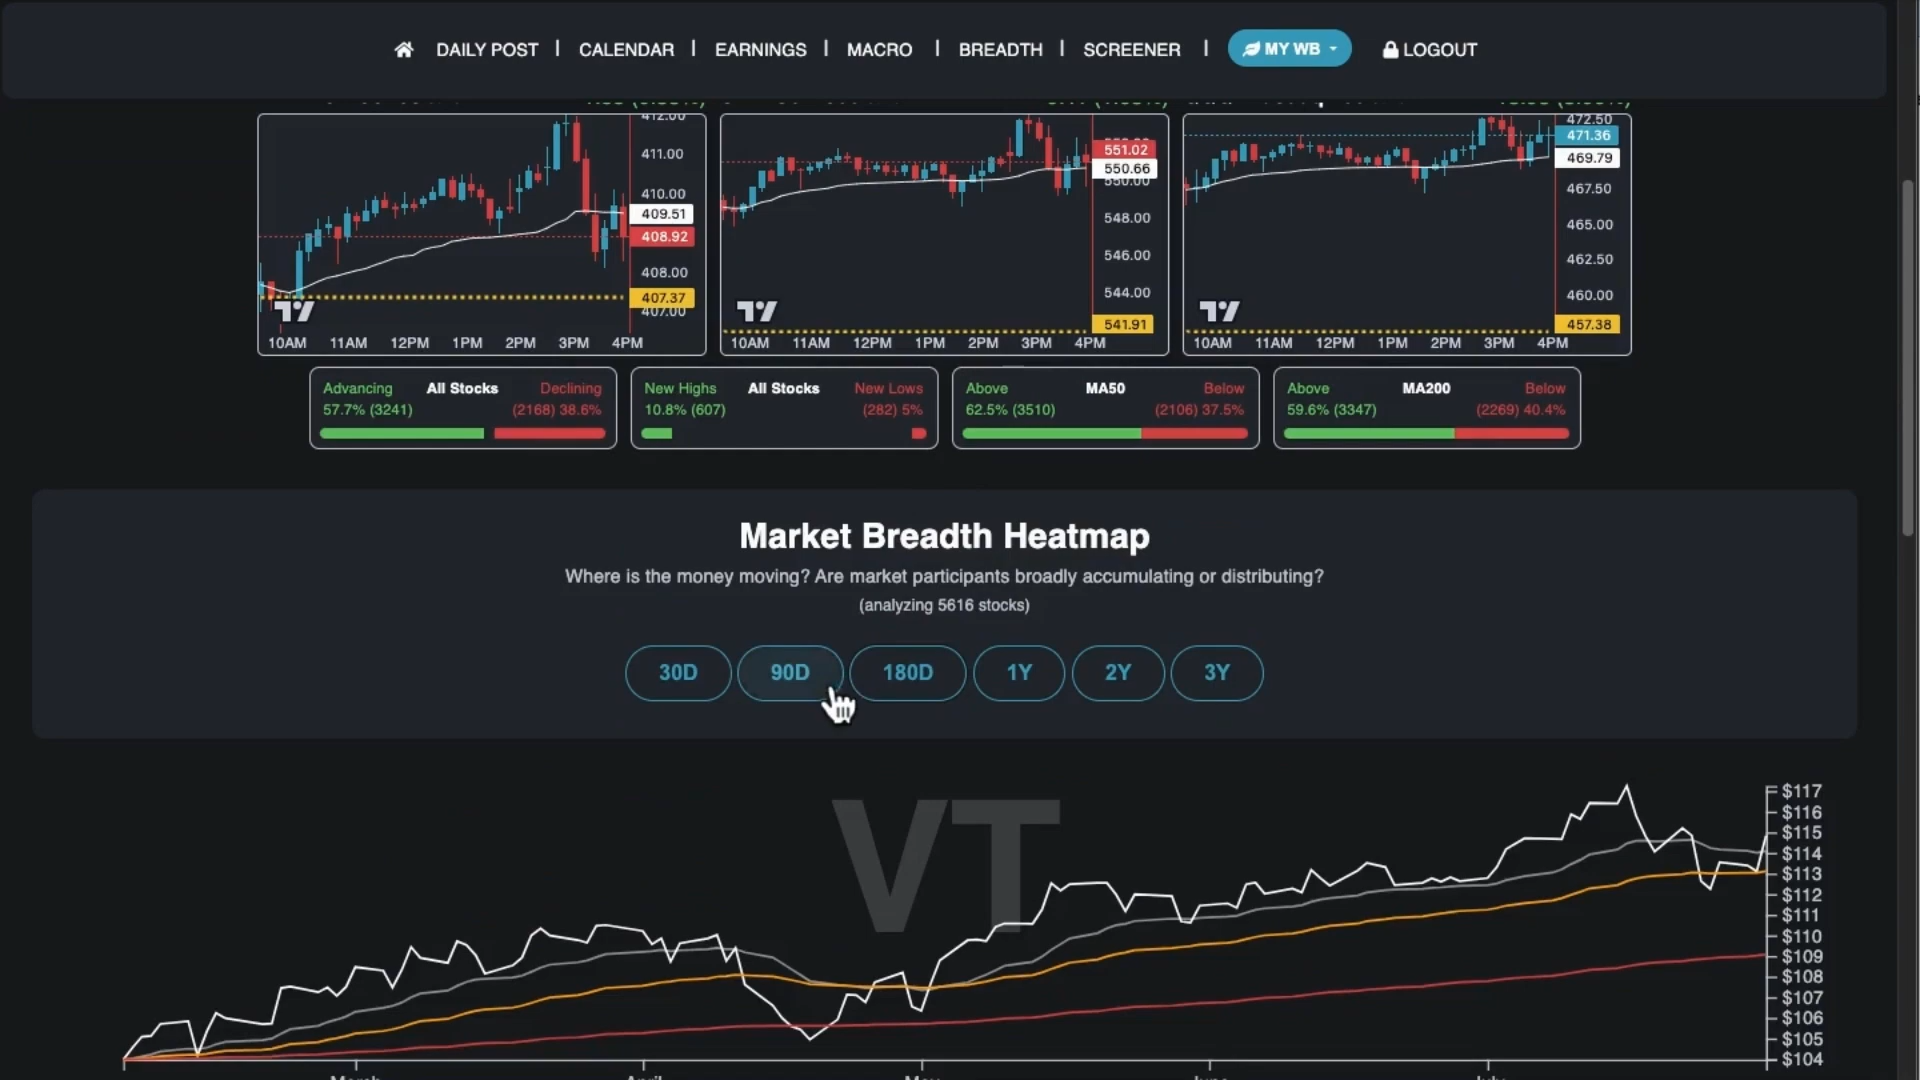 DAILY POST | CALENDAR | EARNINGS | MACRO | BREADTH | SCREENER | MY WB LOGOUT
412.00
411.00
410.00
409.51
408.92
408.00
407.37
407.00
10AM 11AM 12PM 1PM 2PM 3PM 4PM
551.02
550.66
550.00
548.00
546.00
544.00
541.91
10AM 11AM 12PM 1PM 2PM 3PM 4PM
472.50
471.36
469.79
467.50
465.00
462.50
460.00
457.38
10AM 11AM 12PM 1PM 2PM 3PM 4PM
Advancing All Stocks Declining
57.7% (3241) (2168) 38.6%
New Highs All Stocks New Lows
10.8% (607) (282) 5%
Above MA50 Below
62.5% (3510) (2106) 37.5%
Above MA200 Below
59.6% (3347) (2269) 40.4%
Market Breadth Heatmap
Where is the money moving? Are market participants broadly accumulating or distributing?
(analyzing 5616 stocks)
30D 90D 180D 1Y 2Y 3Y
VT
$117
$116
$115
$114
$113
$112
$111
$110
$109
$108
$107
$106
$105
$104